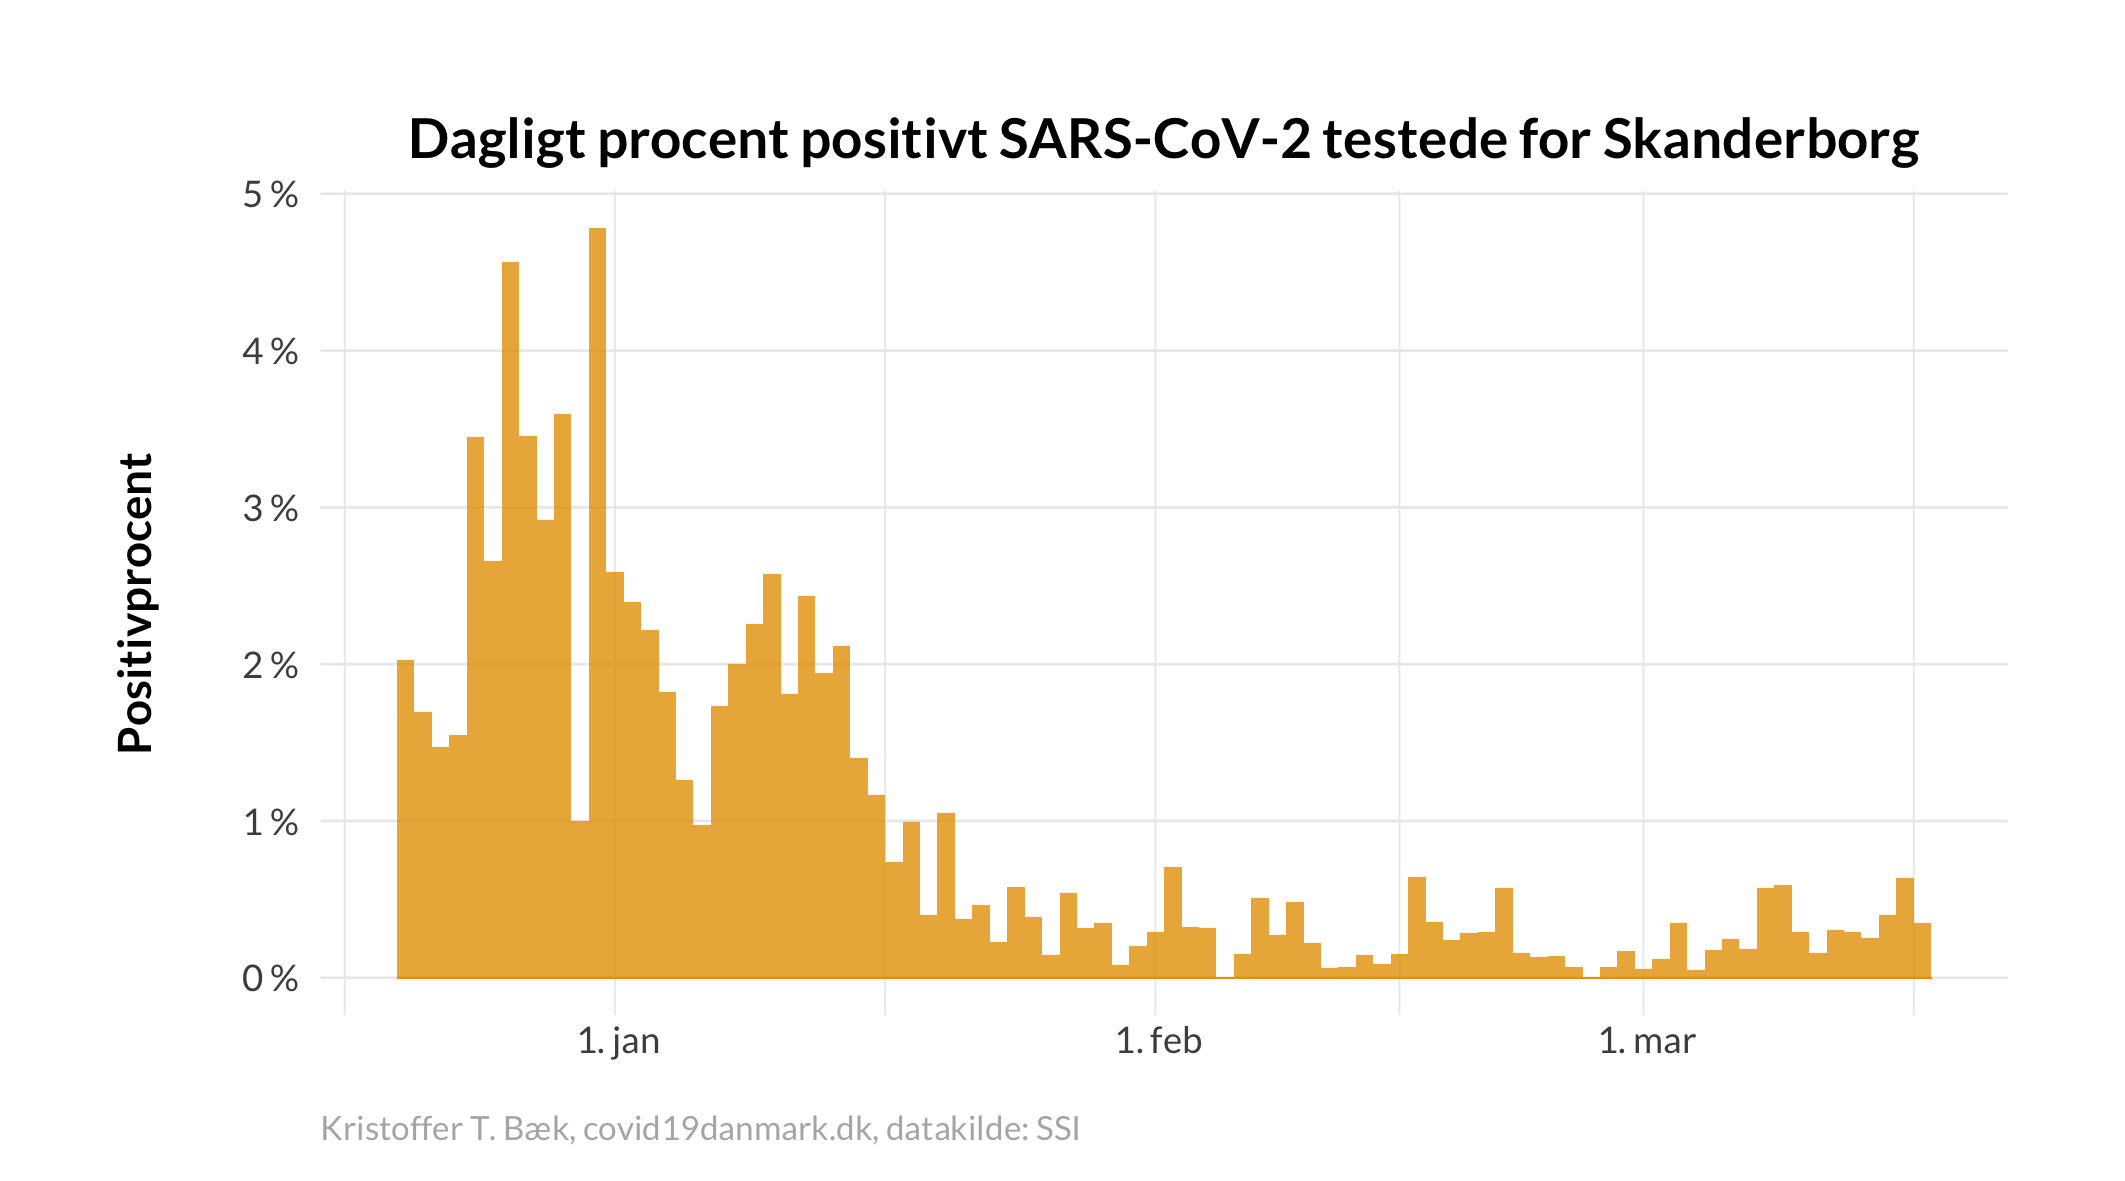 Dagligt procent positivt SARS-CoV-2 testede for Skanderborg
Positivprocent
5 %
4 %
3 %
2 %
1 %
0 %
1. jan
1. feb
1. mar
Kristoffer T. Bæk, covid19danmark.dk, datakilde: SSI